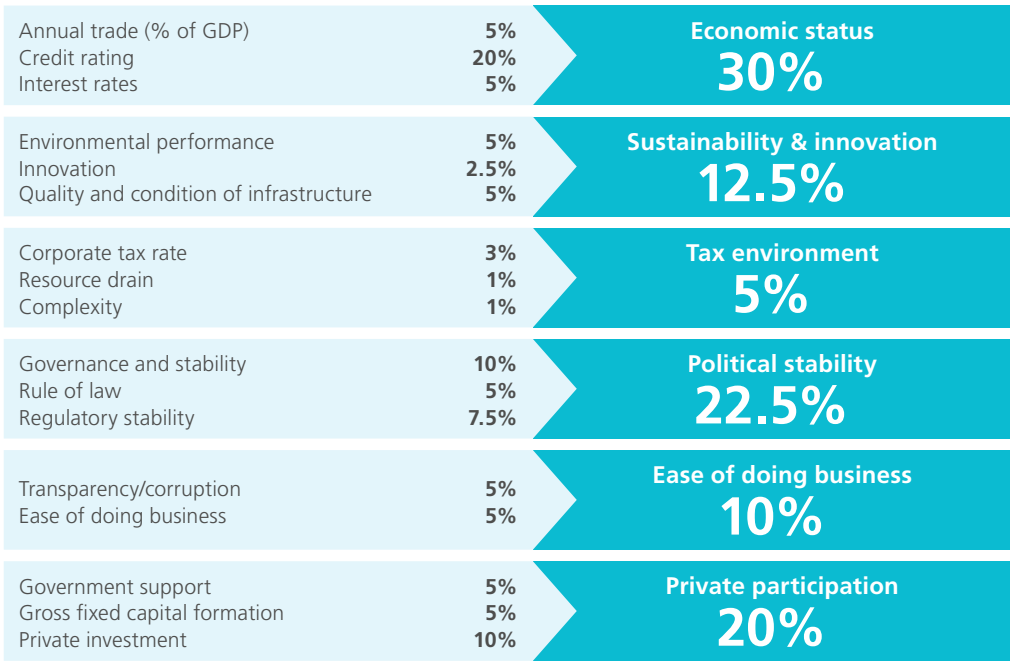 Annual trade (% of GDP) 5%
Credit rating 20%
Interest rates 5%
Economic status
30%
Environmental performance 5%
Innovation 2.5%
Quality and condition of infrastructure 5%
Sustainability & innovation
12.5%
Corporate tax rate 3%
Resource drain 1%
Complexity 1%
Tax environment
5%
Governance and stability 10%
Rule of law 5%
Regulatory stability 7.5%
Political stability
22.5%
Transparency/corruption 5%
Ease of doing business 5%
Ease of doing business
10%
Government support 5%
Gross fixed capital formation 5%
Private investment 10%
Private participation
20%